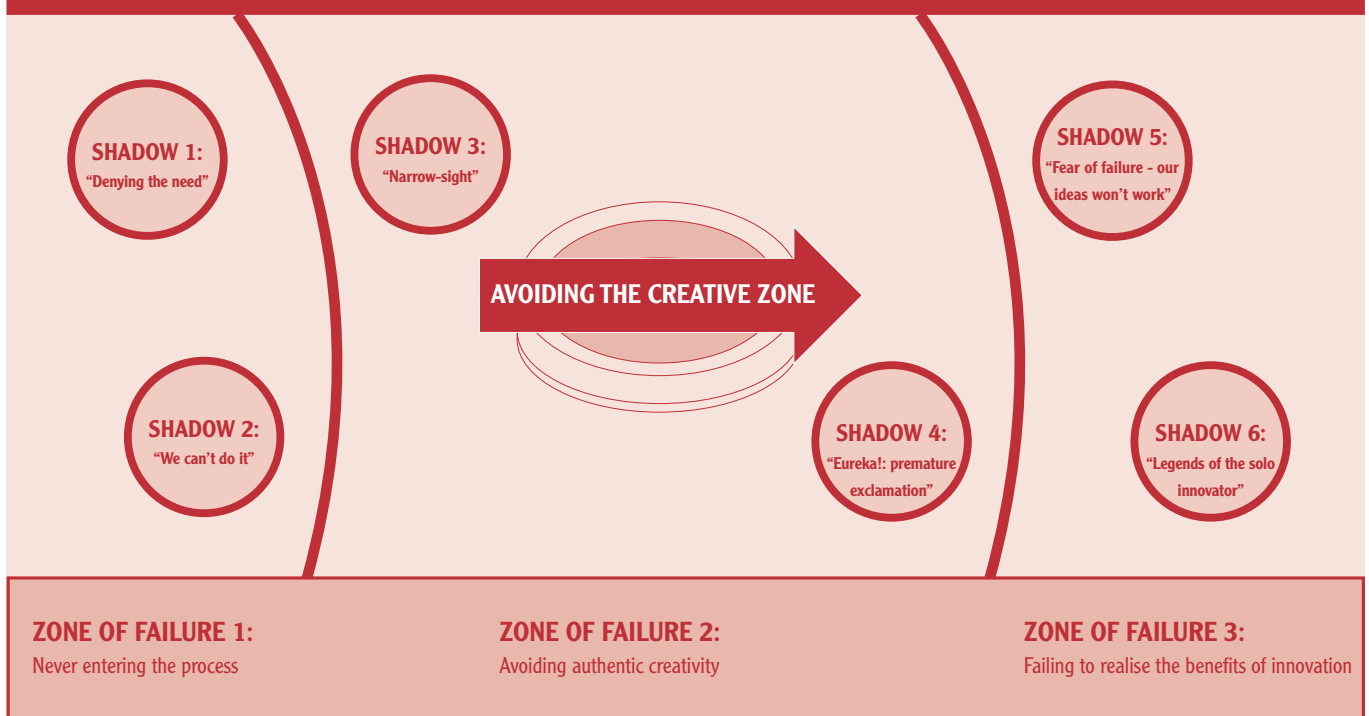 SHADOW 1:
“Denying the need”
SHADOW 2:
“We can’t do it”
SHADOW 3:
“Narrow-sight”
AVOIDING THE CREATIVE ZONE
SHADOW 4:
“Eureka!: premature
exclamation”
SHADOW 5:
“Fear of failure - our
ideas won’t work”
SHADOW 6:
“Legends of the solo
innovator”
ZONE OF FAILURE 1:
Never entering the process
ZONE OF FAILURE 2:
Avoiding authentic creativity
ZONE OF FAILURE 3:
Failing to realise the benefits of innovation